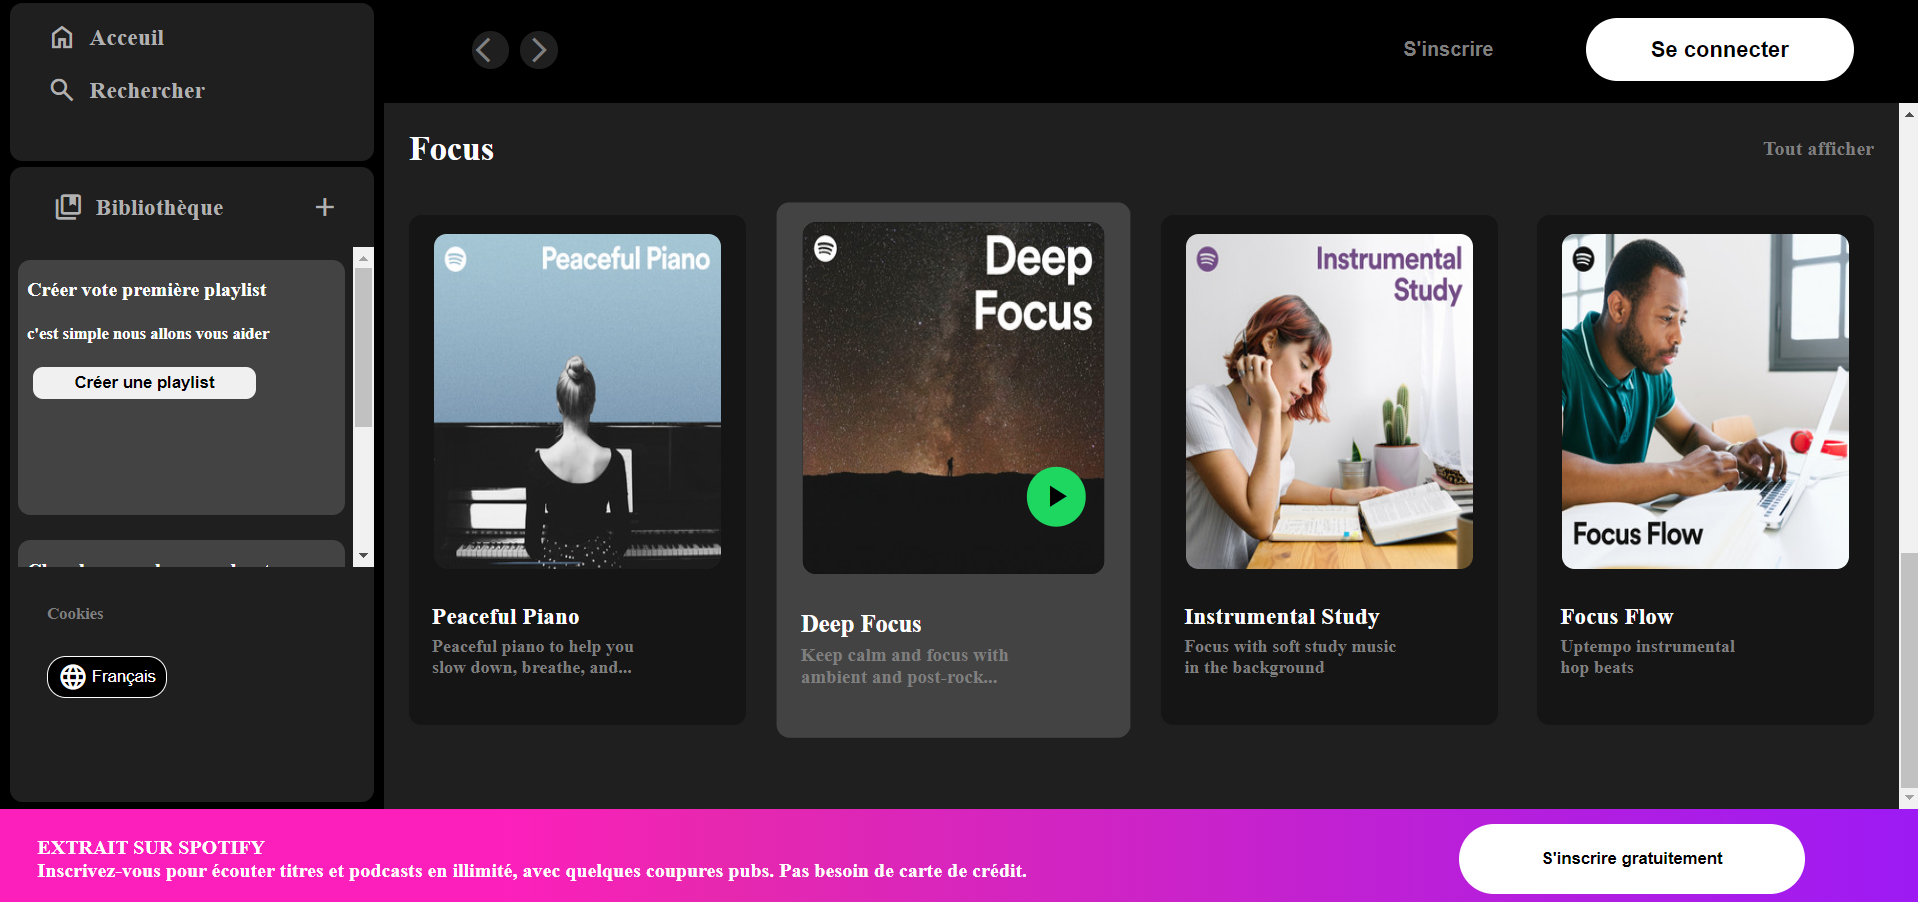 Acceuil
Rechercher
S'inscrire
Se connecter
Bibliothèque
Créer vote première playlist
c'est simple nous allons vous aider
Créer une playlist
Cookies
Français
Focus
Tout afficher
Peaceful Piano
Peaceful Piano
Peaceful piano to help you
slow down, breathe, and...
Deep
Focus
Deep Focus
Keep calm and focus with
ambient and post-rock...
Instrumental
Study
Instrumental Study
Focus with soft study music
in the background
Focus Flow
Focus Flow
Uptempo instrumental
hop beats
EXTRAIT SUR SPOTIFY
Inscrivez-vous pour écouter titres et podcasts en illimité, avec quelques coupures pubs. Pas besoin de carte de crédit.
S'inscrire gratuitement